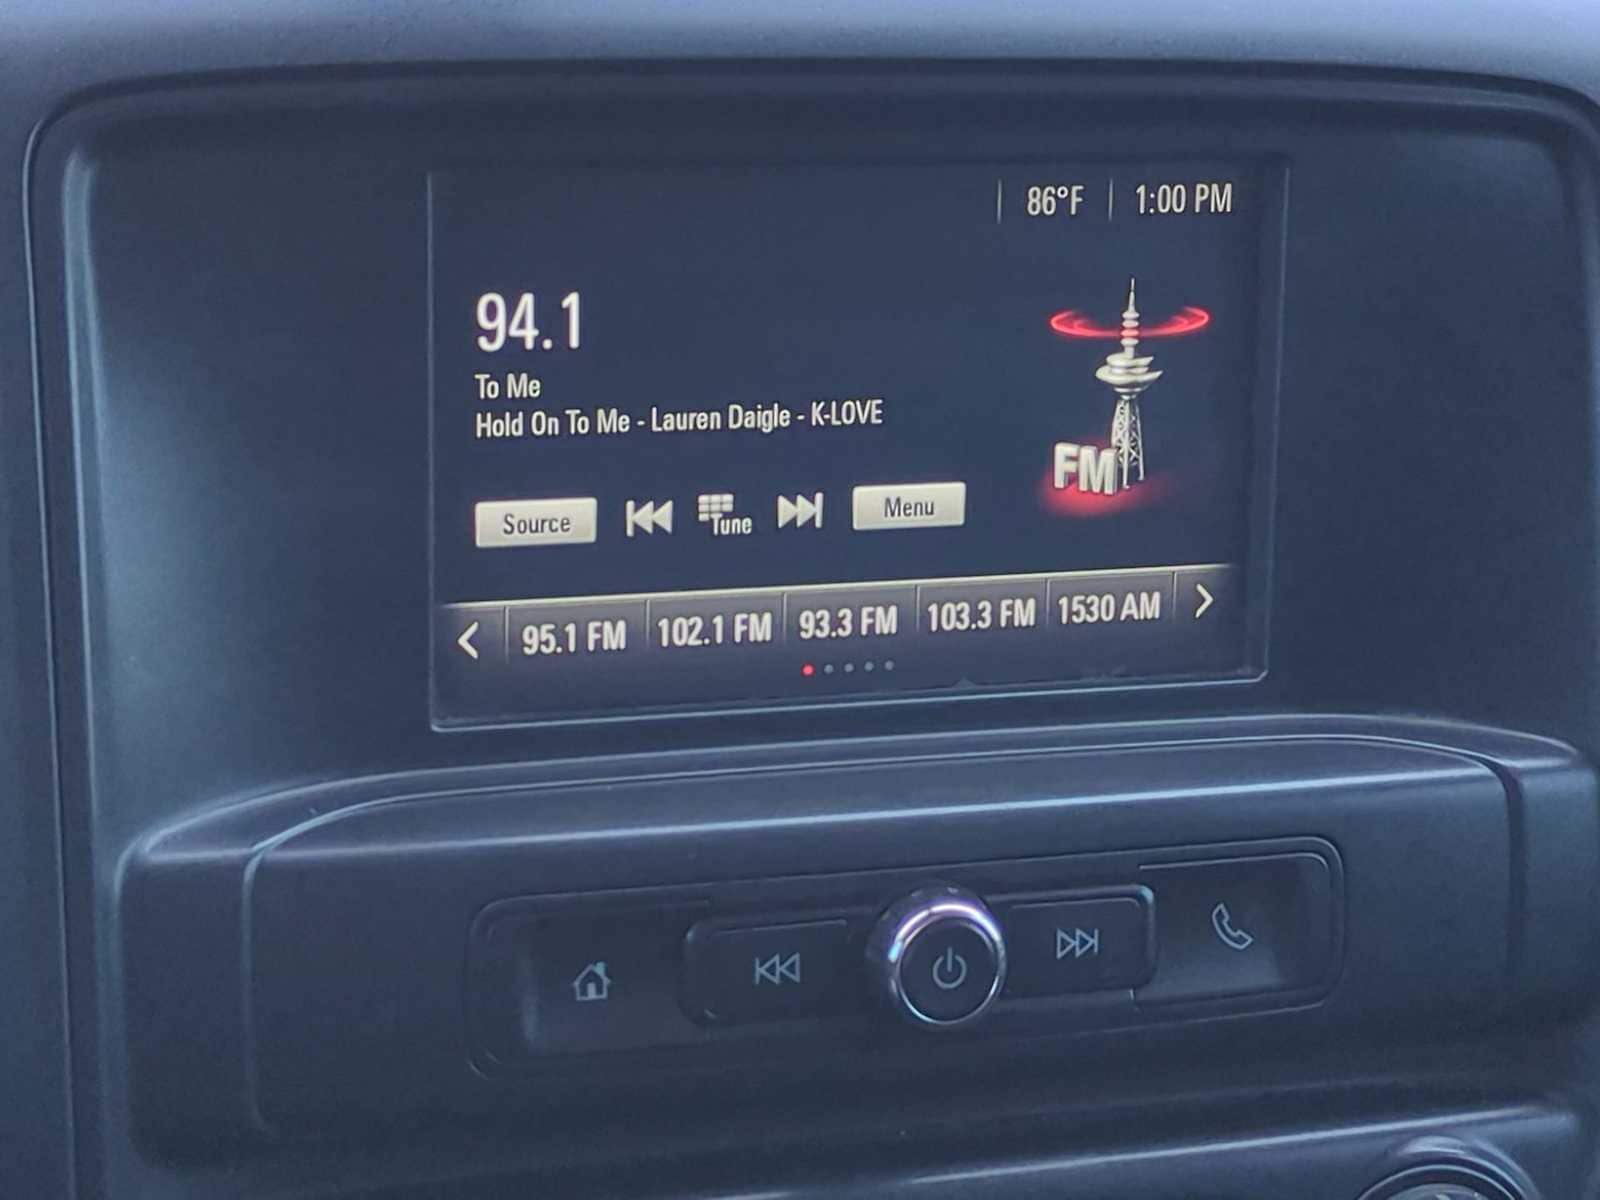 86°F 1:00 PM
94.1
To Me
Hold On To Me - Lauren Daigle - K-LOVE
FM
Source Tune Menu
95.1 FM 102.1 FM 93.3 FM 103.3 FM 1530 AM